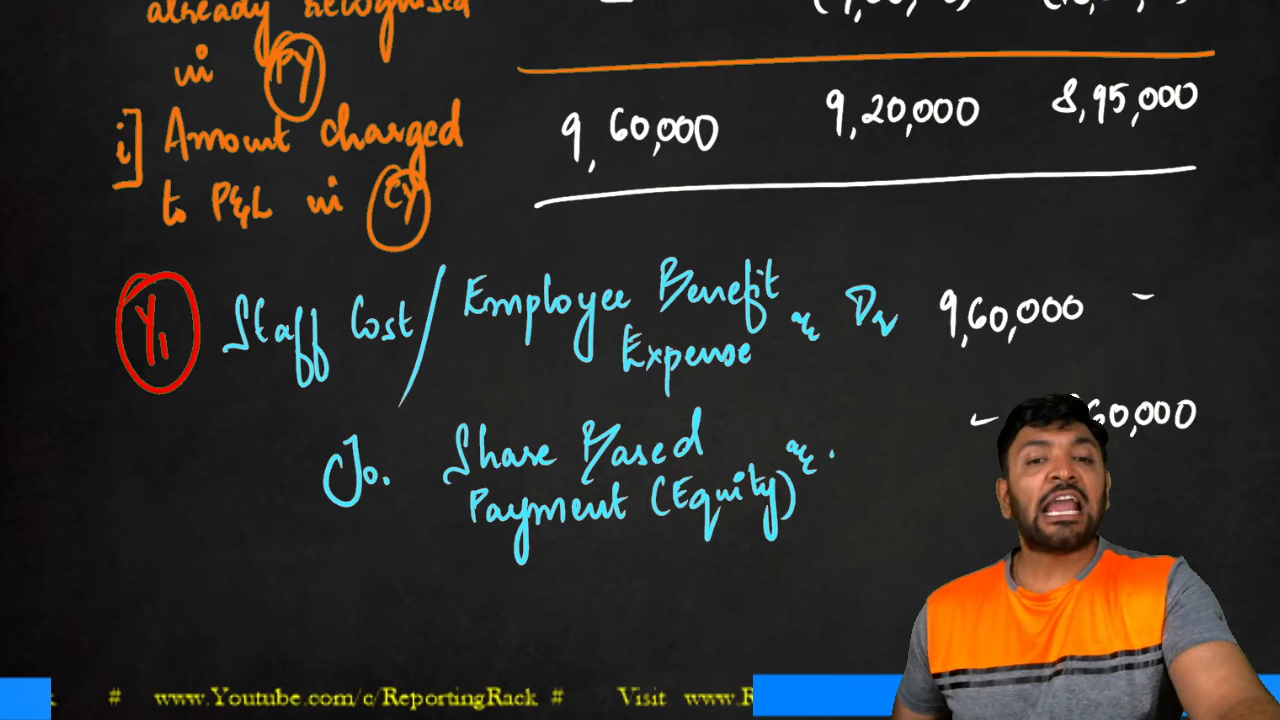 already recognised
in PY
i] Amount charged 9,60,000 9,20,000 8,95,000
to P&L in CY
Y1 Staff Cost / Employee Benefit Expense a/c Dr 9,60,000 -
To. Share Based 60,000
Payment (Equity) a/c.
# www.Youtube.com/c/ReportingRack # Visit